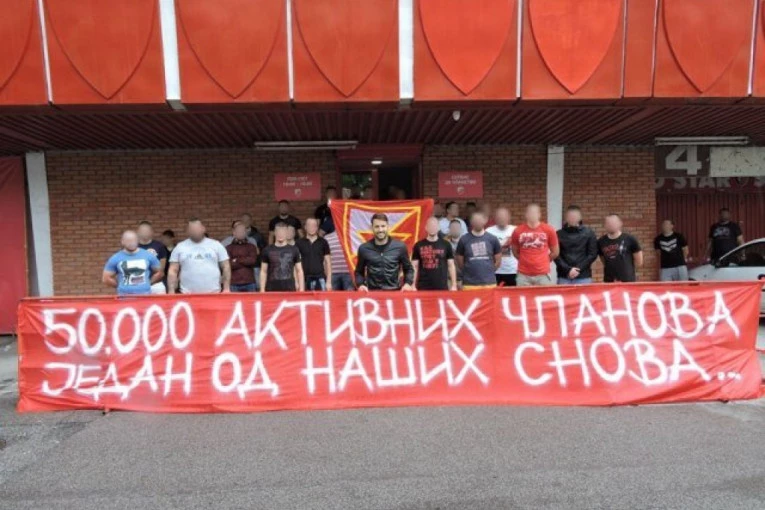 50.000 АКТИВНИХ ЧЛАНОВА
ЈЕДАН ОД НАШИХ СНОВА...